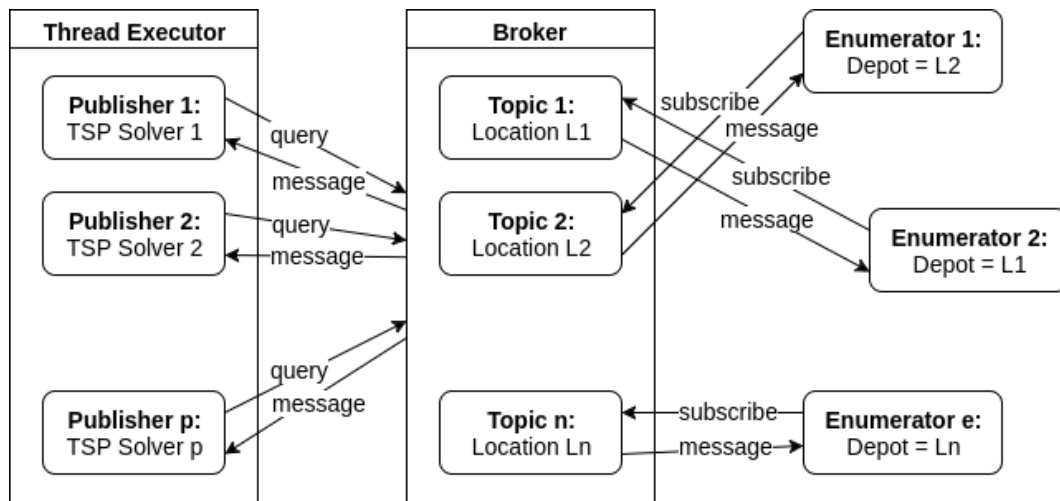 Thread Executor
Publisher 1:
TSP Solver 1
Publisher 2:
TSP Solver 2
Publisher p:
TSP Solver p
query
message
query
message
query
message
Broker
Topic 1:
Location L1
Topic 2:
Location L2
Topic n:
Location Ln
subscribe
message
subscribe
message
subscribe
message
Enumerator 1:
Depot = L2
Enumerator 2:
Depot = L1
Enumerator e:
Depot = Ln